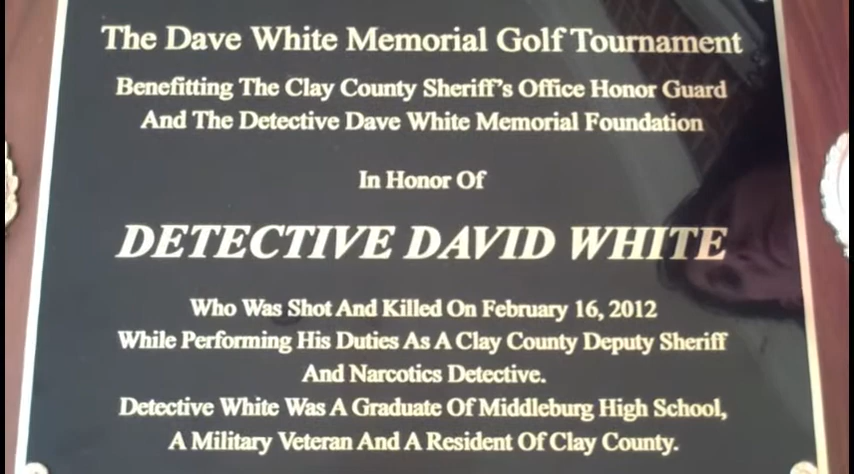 The Dave White Memorial Golf Tournament
Benefitting The Clay County Sheriff's Office Honor Guard
And The Detective Dave White Memorial Foundation
In Honor Of
DETECTIVE DAVID WHITE
Who Was Shot And Killed On February 16, 2012
While Performing His Duties As A Clay County Deputy Sheriff
And Narcotics Detective.
Detective White Was A Graduate Of Middleburg High School,
A Military Veteran And A Resident Of Clay County.